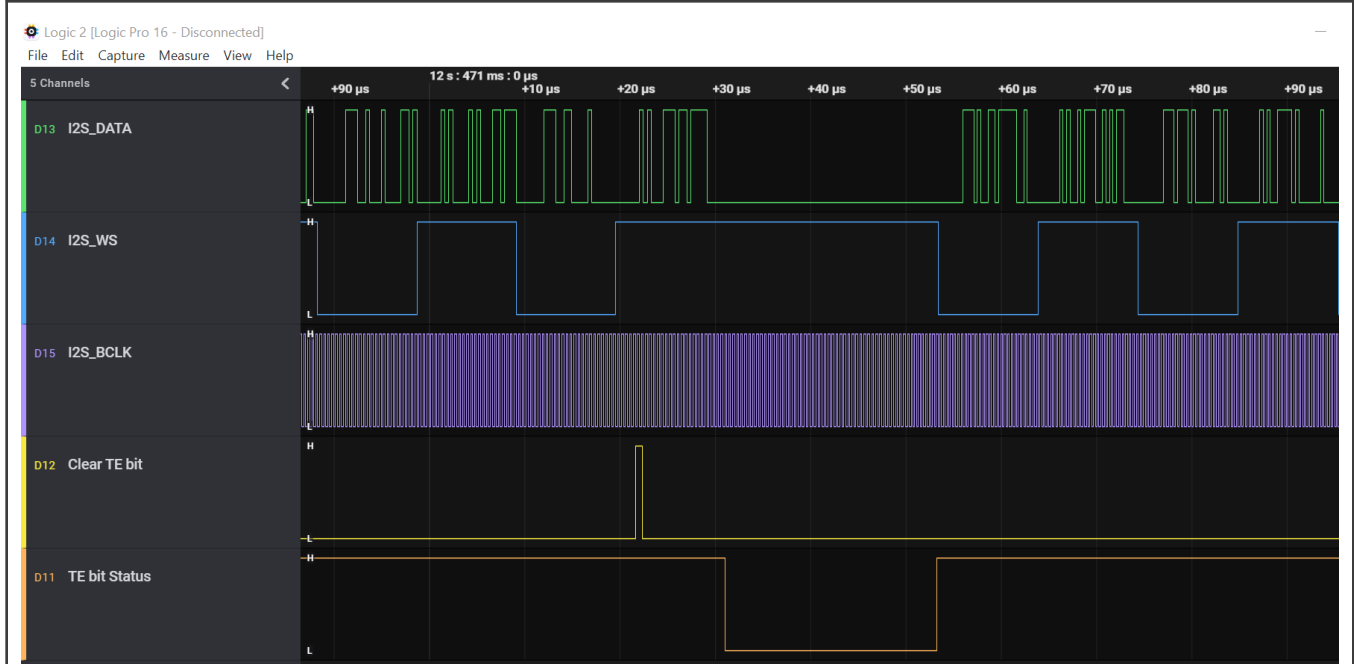 Logic 2 [Logic Pro 16 - Disconnected]
File Edit Capture Measure View Help
5 Channels
12 s : 471 ms : 0 µs
+90 µs +10 µs +20 µs +30 µs +40 µs +50 µs +60 µs +70 µs +80 µs +90 µs
H
D13 I2S_DATA
L
H
D14 I2S_WS
L
H
D15 I2S_BCLK
L
H
D12 Clear TE bit
L
H
D11 TE bit Status
L